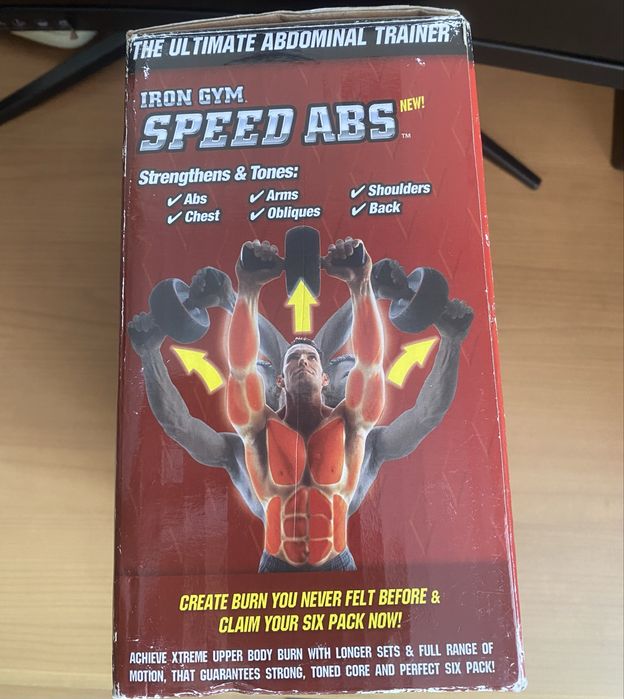 THE ULTIMATE ABDOMINAL TRAINER
IRON GYM
SPEED ABS™ NEW!
Strengthens & Tones:
✓ Abs ✓ Arms ✓ Shoulders
✓ Chest ✓ Obliques ✓ Back
CREATE BURN YOU NEVER FELT BEFORE &
CLAIM YOUR SIX PACK NOW!
ACHIEVE XTREME UPPER BODY BURN WITH LONGER SETS & FULL RANGE OF
MOTION, THAT GUARANTEES STRONG, TONED CORE AND PERFECT SIX PACK!